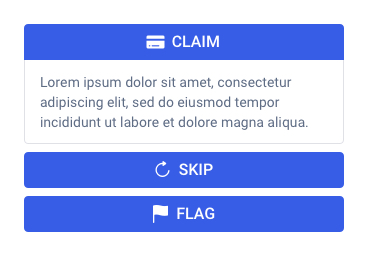 CLAIM
Lorem ipsum dolor sit amet, consectetur
adipiscing elit, sed do eiusmod tempor
incididunt ut labore et dolore magna aliqua.
SKIP
FLAG